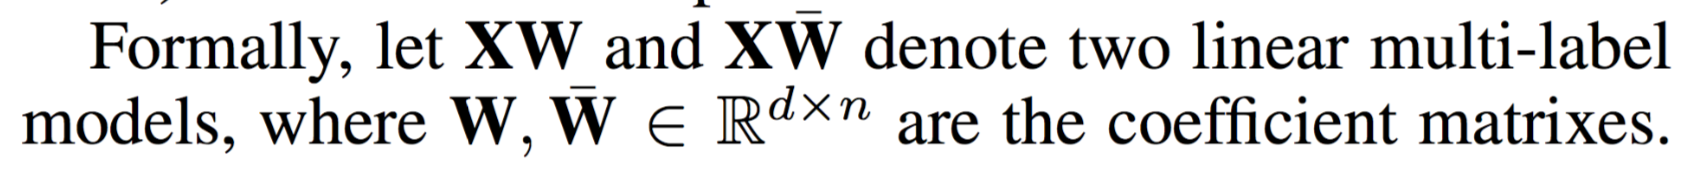 Formally, let XW and XW̄ denote two linear multi-label
models, where W, W̄ ∈ ℝ^{d×n} are the coefficient matrixes.